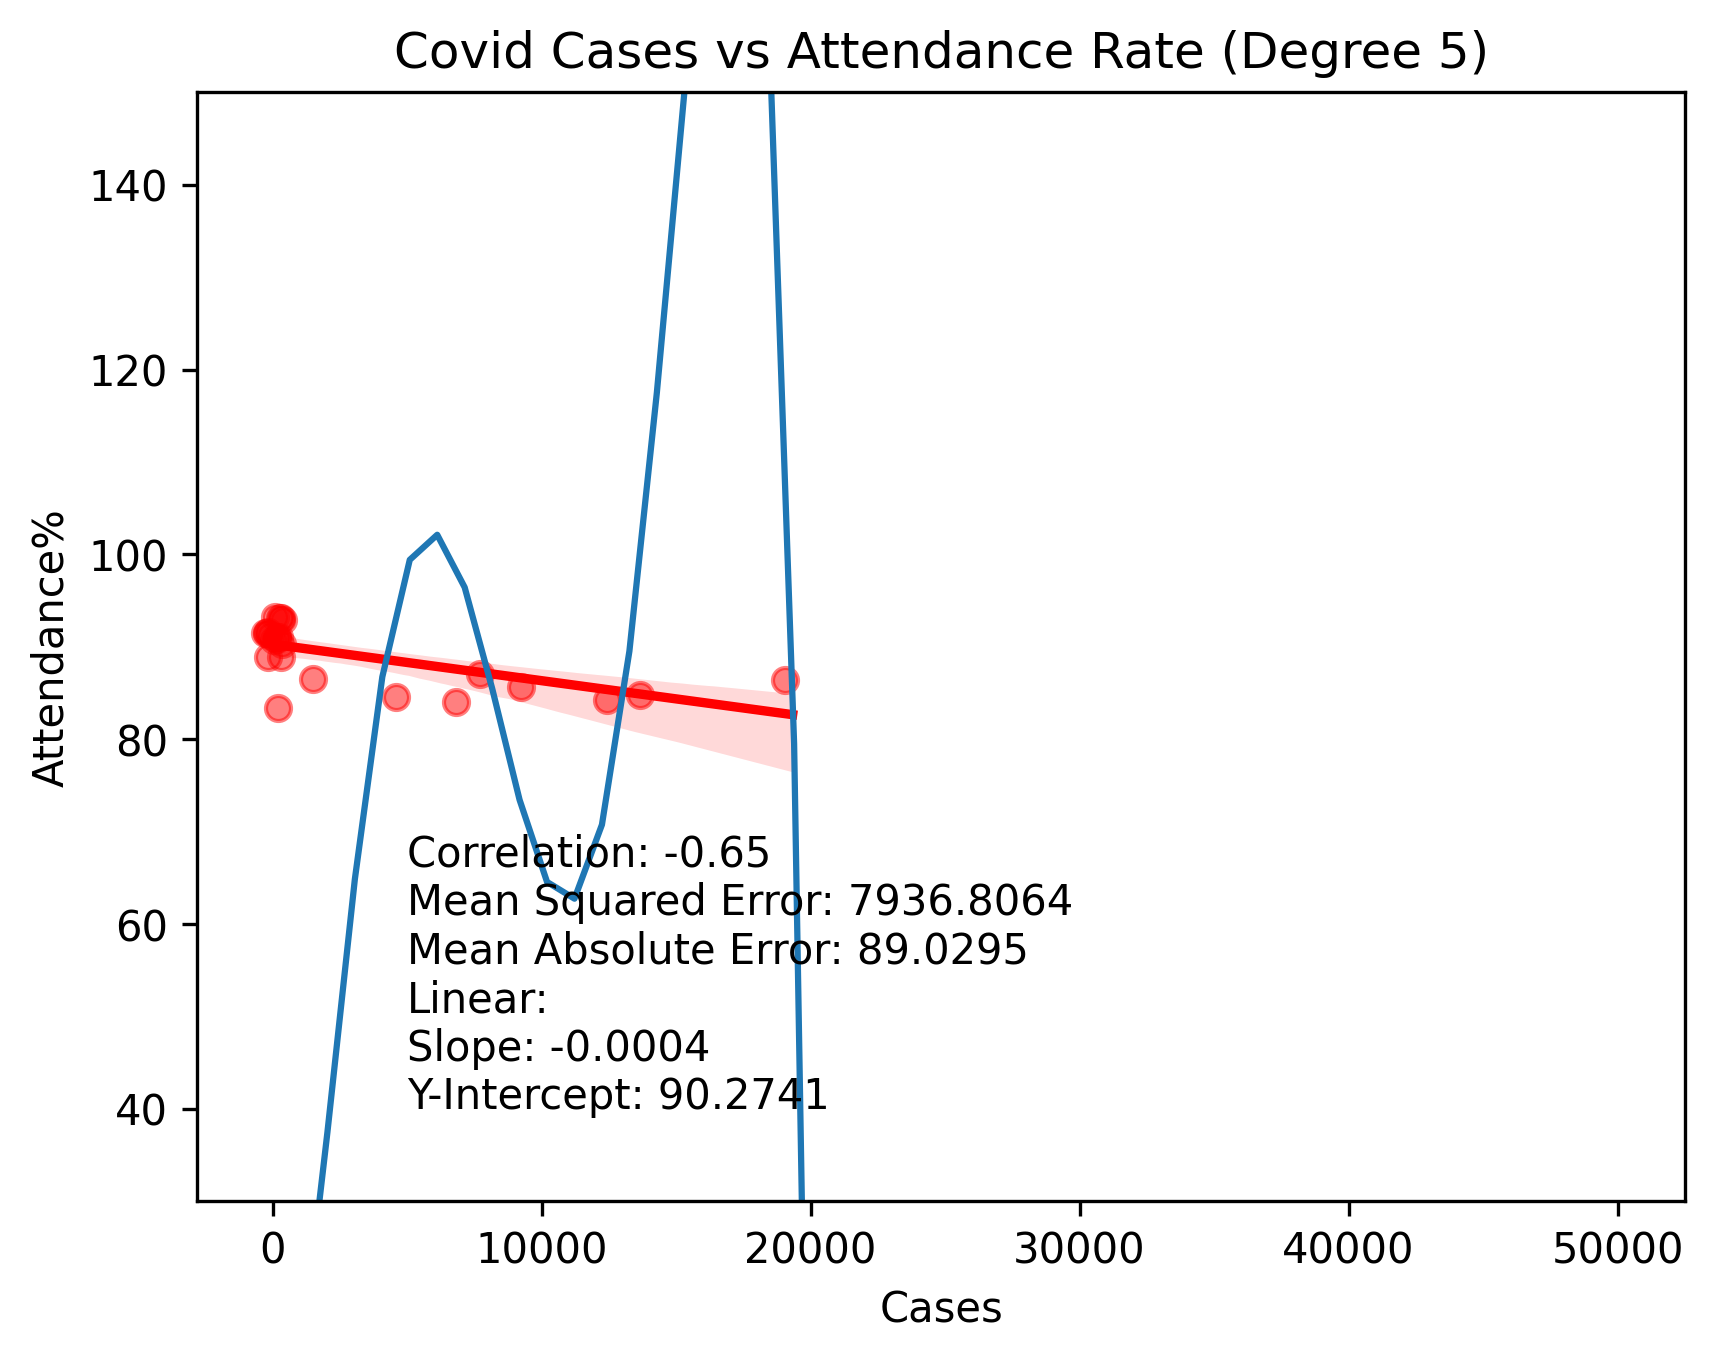 Covid Cases vs Attendance Rate (Degree 5)
Attendance%
140
120
100
80
60
40
Correlation: -0.65
Mean Squared Error: 7936.8064
Mean Absolute Error: 89.0295
Linear:
Slope: -0.0004
Y-Intercept: 90.2741
0 10000 20000 30000 40000 50000
Cases